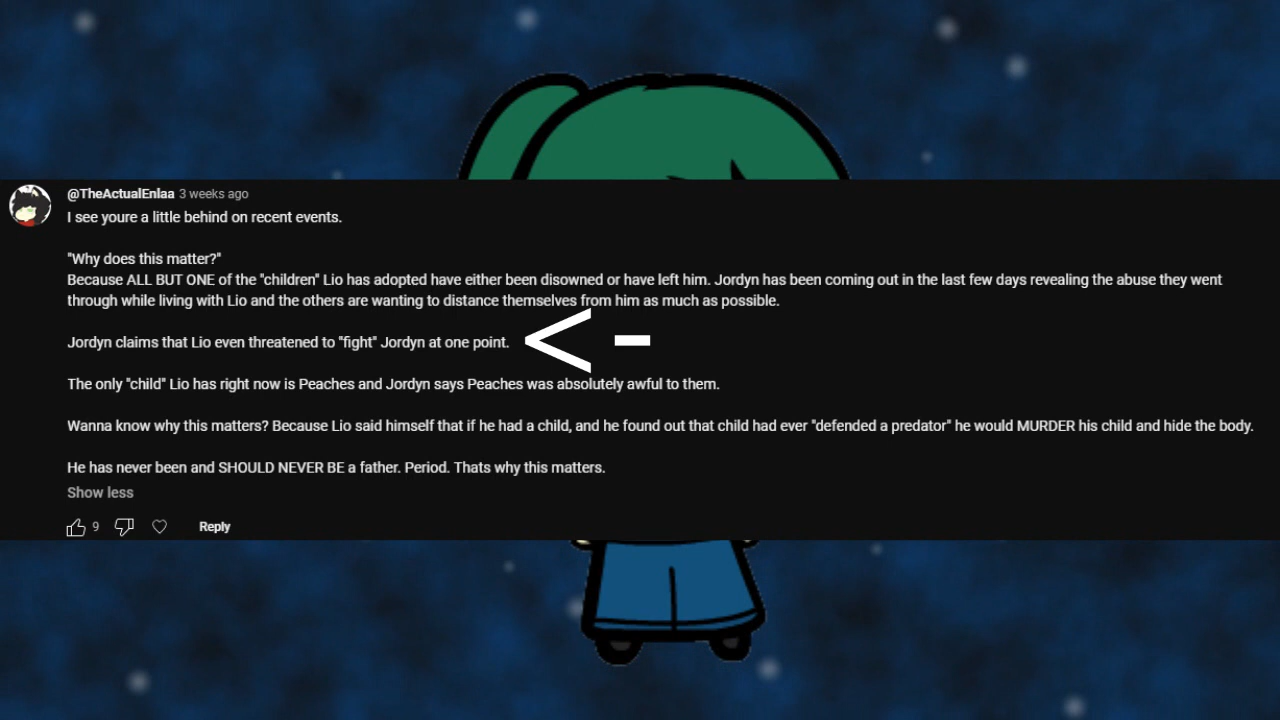 @TheActualEnlaa 3 weeks ago
I see youre a little behind on recent events.
"Why does this matter?"
Because ALL BUT ONE of the "children" Lio has adopted have either been disowned or have left him. Jordyn has been coming out in the last few days revealing the abuse they went
through while living with Lio and the others are wanting to distance themselves from him as much as possible.
Jordyn claims that Lio even threatened to "fight" Jordyn at one point. < -
The only "child" Lio has right now is Peaches and Jordyn says Peaches was absolutely awful to them.
Wanna know why this matters? Because Lio said himself that if he had a child, and he found out that child had ever "defended a predator" he would MURDER his child and hide the body.
He has never been and SHOULD NEVER BE a father. Period. Thats why this matters.
Show less
9 Reply